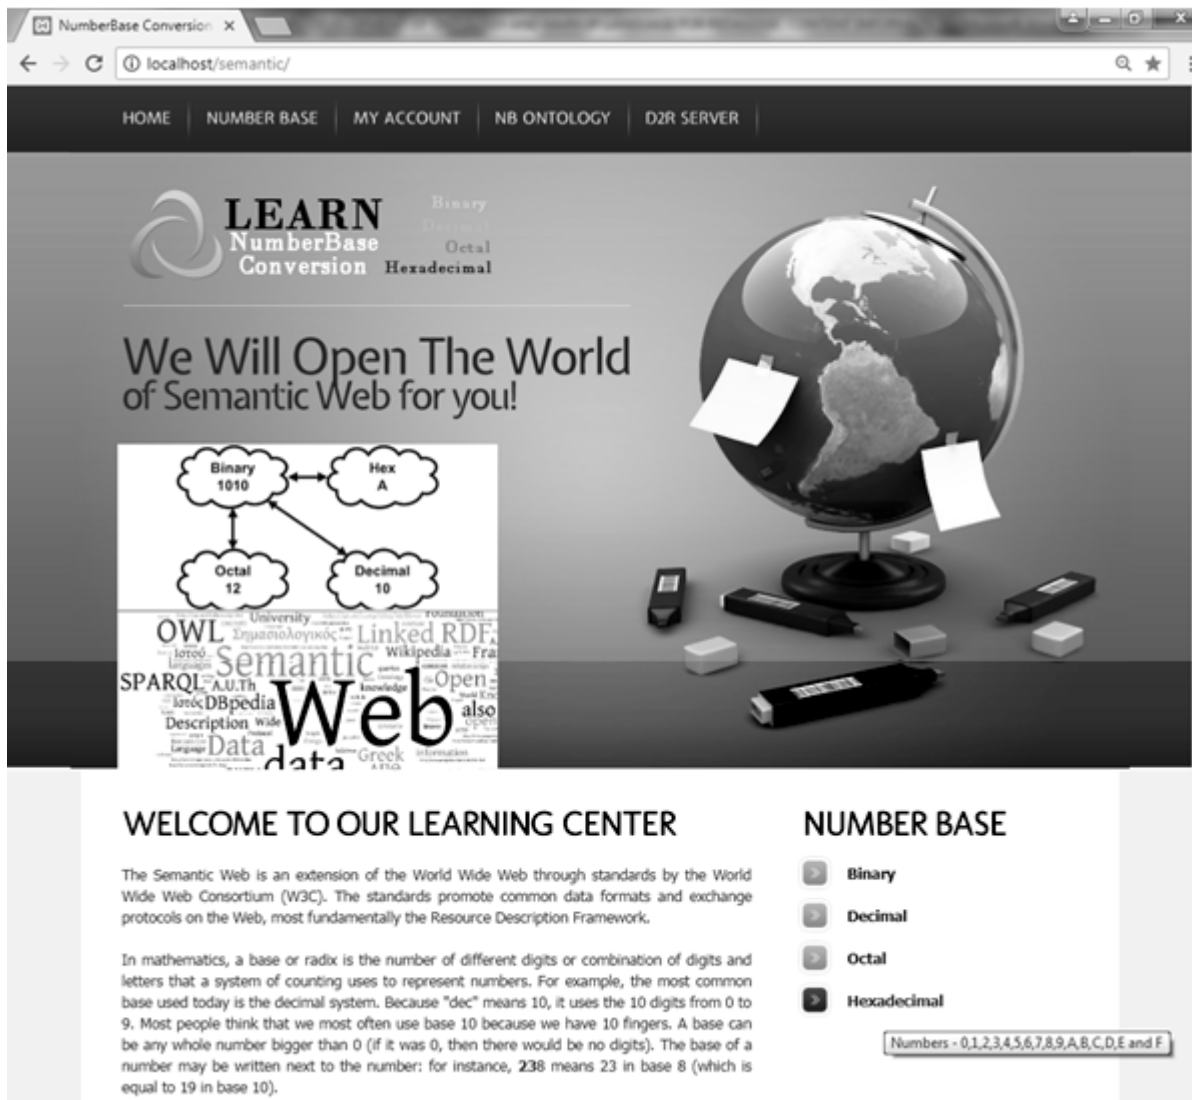 NumberBase Conversion
localhost/semantic/
HOME
NUMBER BASE
MY ACCOUNT
NB ONTOLOGY
D2R SERVER
LEARN
NumberBase
Conversion
Binary
Decimal
Octal
Hexadecimal
We Will Open The World
of Semantic Web for you!
Binary
1010
Hex
A
Octal
12
Decimal
10
University
OWL Σημασιολογικός Linked RDF
Ιστού Wikipedia
Semantic
SPARQL A.U.Th knowledge Open
Ιστός DBpedia Web also
Description Wide
Language Data Greek information
data
WELCOME TO OUR LEARNING CENTER
The Semantic Web is an extension of the World Wide Web through standards by the World
Wide Web Consortium (W3C). The standards promote common data formats and exchange
protocols on the Web, most fundamentally the Resource Description Framework.
In mathematics, a base or radix is the number of different digits or combination of digits and
letters that a system of counting uses to represent numbers. For example, the most common
base used today is the decimal system. Because "dec" means 10, it uses the 10 digits from 0 to
9. Most people think that we most often use base 10 because we have 10 fingers. A base can
be any whole number bigger than 0 (if it was 0, then there would be no digits). The base of a
number may be written next to the number: for instance, 238 means 23 in base 8 (which is
equal to 19 in base 10).
NUMBER BASE
Binary
Decimal
Octal
Hexadecimal
Numbers - 0,1,2,3,4,5,6,7,8,9,A,B,C,D,E and F